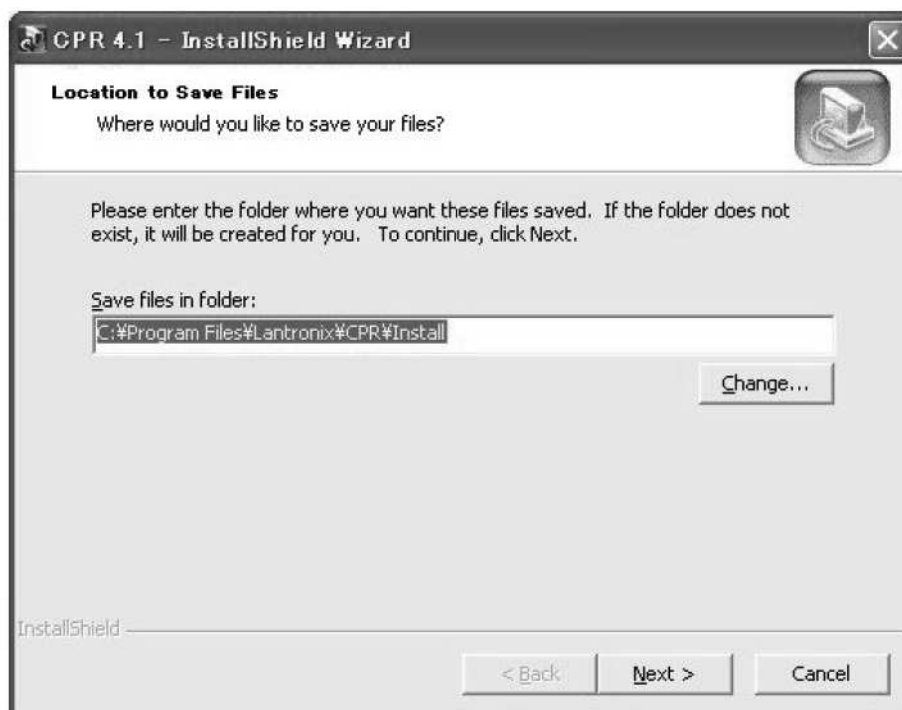 CPR 4.1 - InstallShield Wizard
Location to Save Files
Where would you like to save your files?
Please enter the folder where you want these files saved.  If the folder does not
exist, it will be created for you.   To continue, click Next.
Save files in folder:
C:¥Program Files¥Lantronix¥CPR¥Install
Change...
InstallShield
< Back
Next >
Cancel